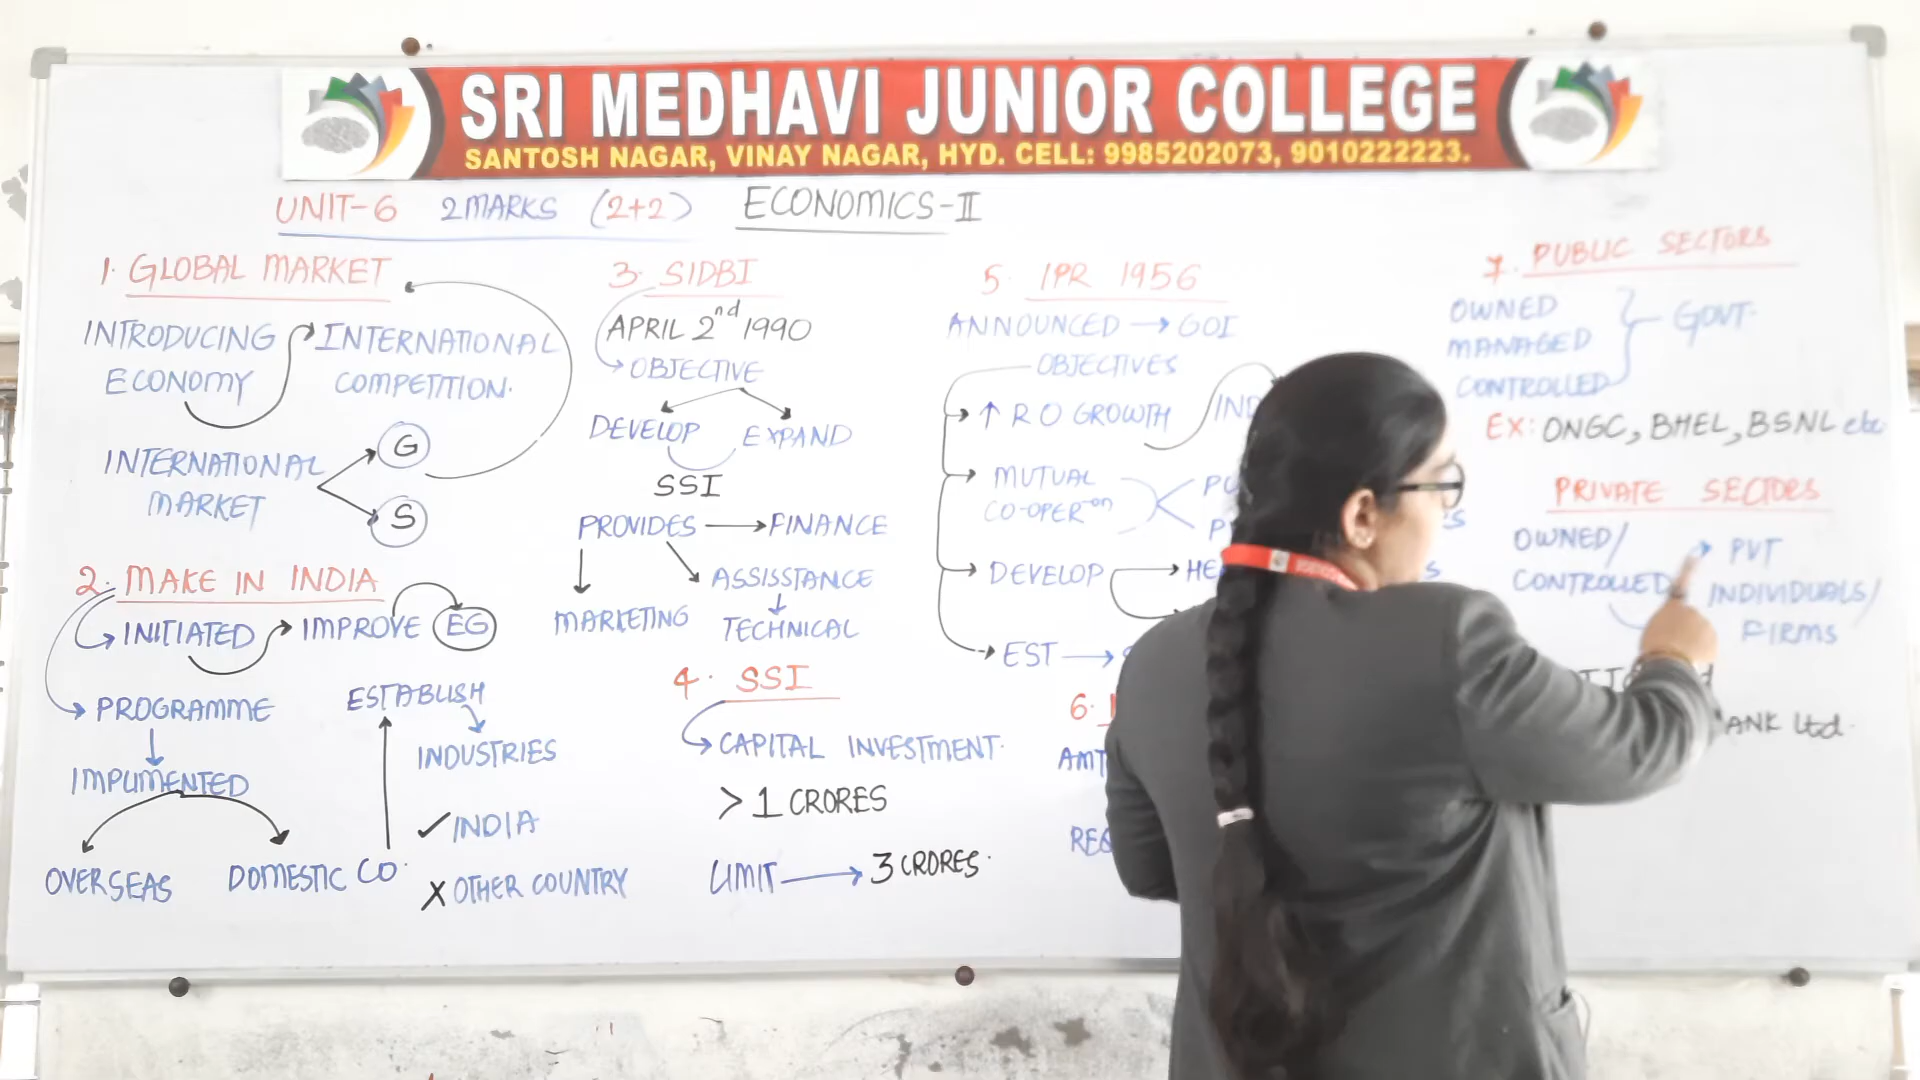 SRI MEDHAVI JUNIOR COLLEGE
SANTOSH NAGAR, VINAY NAGAR, HYD. CELL: 9985202073, 9010222223.
UNIT-6 2MARKS (2+2) ECONOMICS-II
1. GLOBAL MARKET
INTRODUCING INTERNATIONAL
ECONOMY COMPETITION.
INTERNATIONAL
MARKET
G
S
2. MAKE IN INDIA
INITIATED IMPROVE EG
PROGRAMME
IMPLIMENTED
OVERSEAS DOMESTIC CO.
ESTABLISH
INDUSTRIES
✓ INDIA
X OTHER COUNTRY
3. SIDBI
APRIL 2nd 1990
OBJECTIVE
DEVELOP EXPAND
SSI
PROVIDES → FINANCE
ASSISSTANCE
MARKETING TECHNICAL
4. SSI
CAPITAL INVESTMENT.
> 1 CRORES
LIMIT → 3 CRORES.
5. IPR 1956
ANNOUNCED → GOI
OBJECTIVES
↑ R O GROWTH
MUTUAL
CO-OPERon
DEVELOP
EST →
6.
AMT
7. PUBLIC SECTORS
OWNED
MANAGED
CONTROLLED
GOVT.
EX: ONGC, BHEL, BSNL etc
PRIVATE SECTORS
OWNED/ → PVT
CONTROLLED INDIVIDUALS/
FIRMS
Ltd.